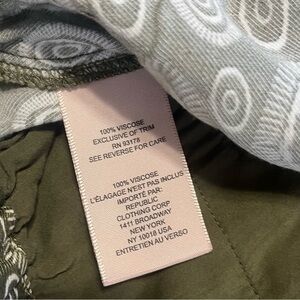 100% VISCOSE
EXCLUSIVE OF TRIM
RN 93178
SEE REVERSE FOR CARE
100% VISCOSE
L'ÉLAGAGE N'EST PAS INCLUS
IMPORTÉ PAR:
REPUBLIC
CLOTHING CORP
1411 BROADWAY
NEW YORK
NY 10018 USA
ENTRETIEN AU VERSO